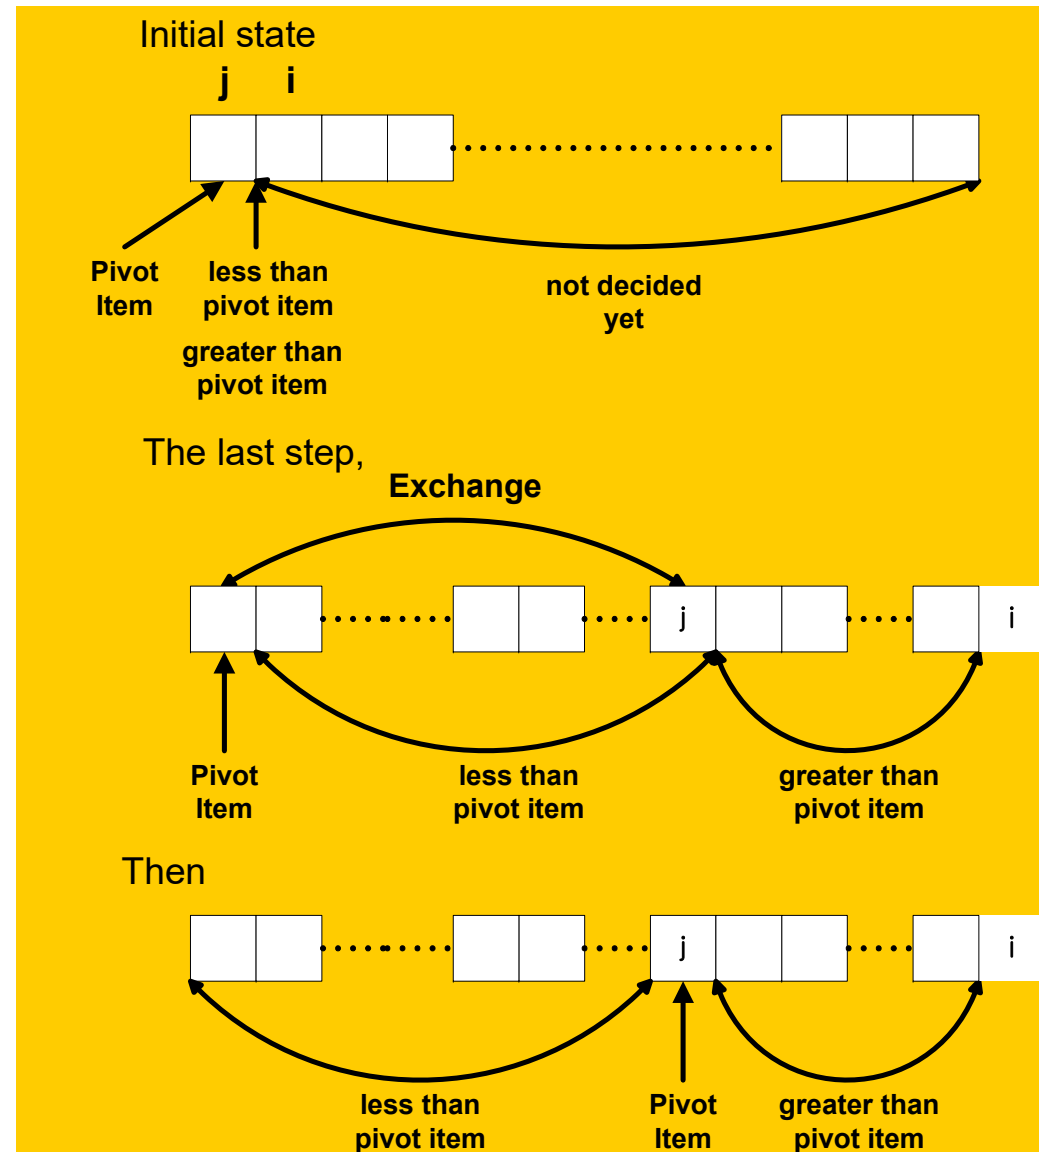 Initial state
j i
Pivot
Item
less than
pivot item
greater than
pivot item
not decided
yet
The last step,
Exchange
j
i
Pivot
Item
less than
pivot item
greater than
pivot item
Then
j
i
less than
pivot item
Pivot
Item
greater than
pivot item